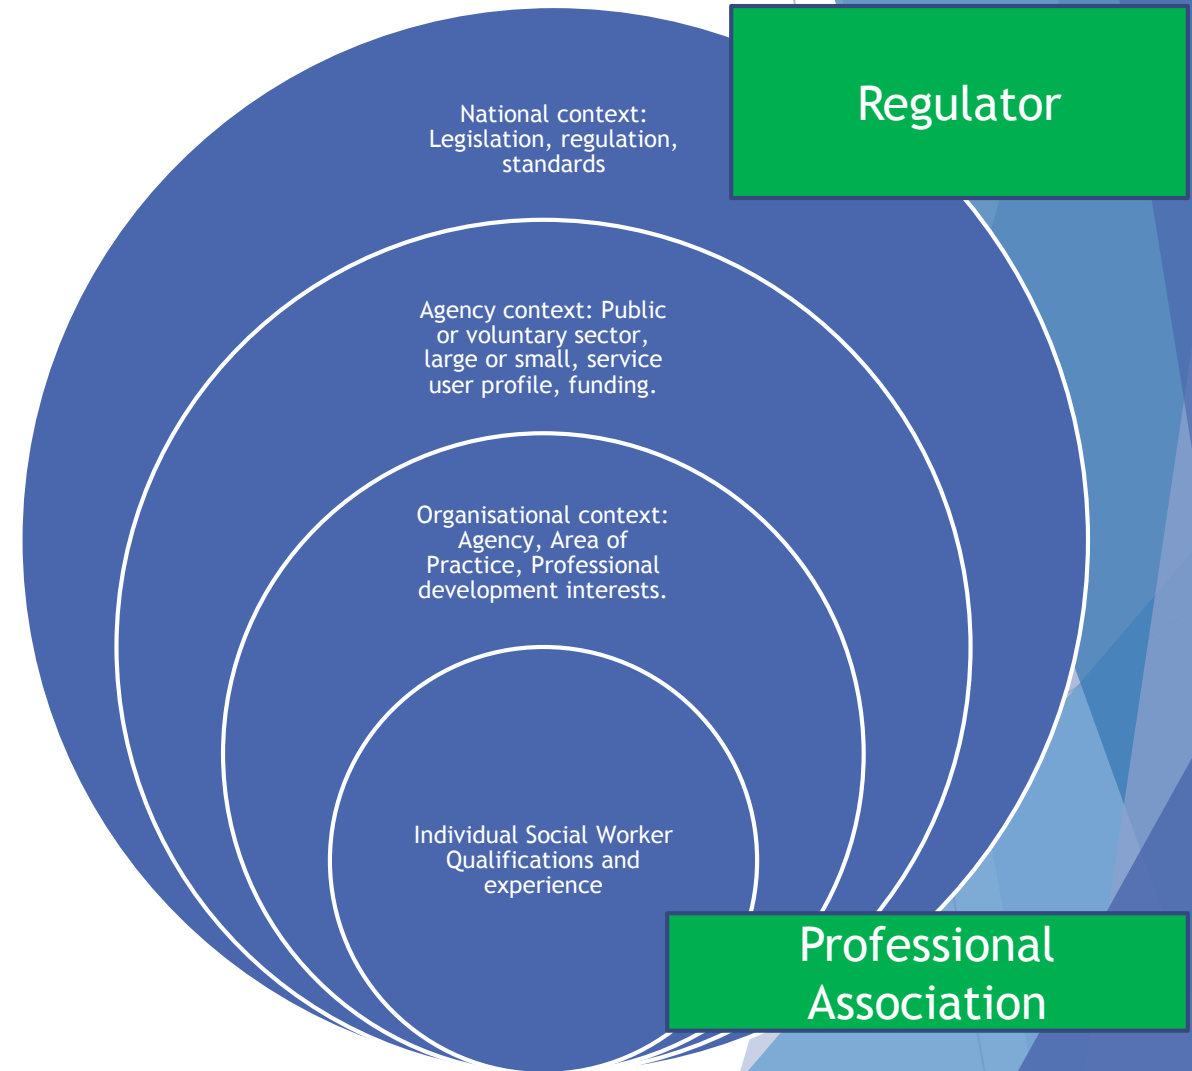 Regulator
National context:
Legislation, regulation,
standards
Agency context: Public
or voluntary sector,
large or small, service
user profile, funding.
Organisational context:
Agency, Area of
Practice, Professional
development interests.
Individual Social Worker
Qualifications and
experience
Professional
Association